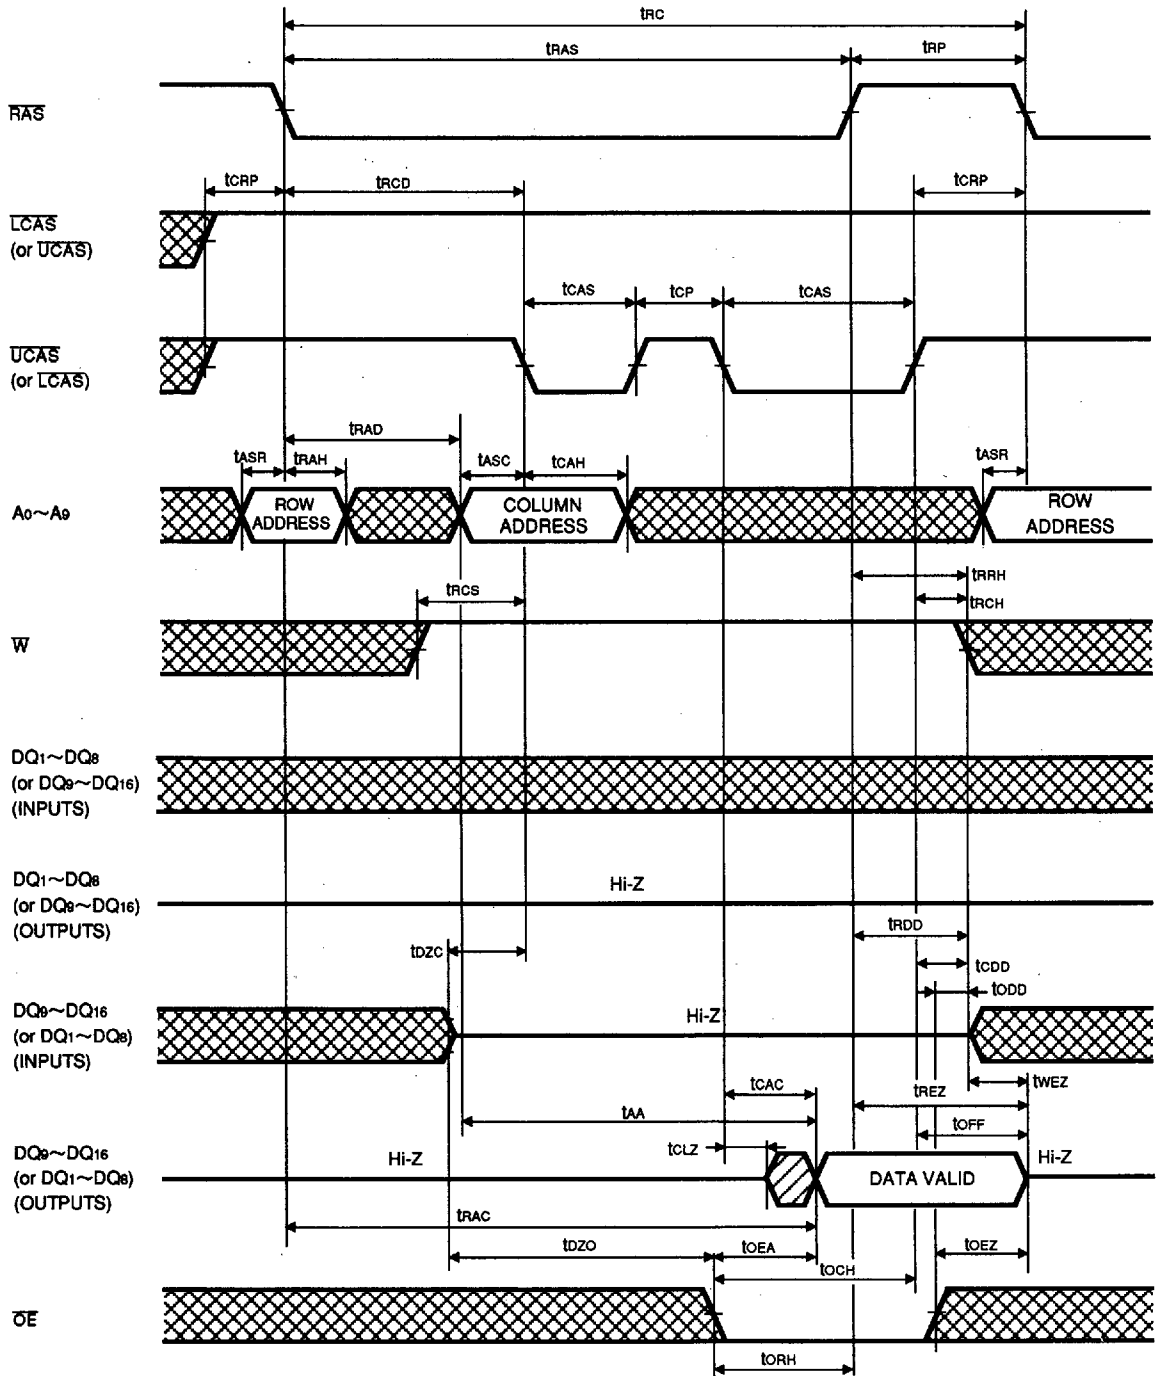 tRC
tRAS
tRP
RAS
tCRP
tRCD
tCRP
LCAS
(or UCAS)
tCAS
tCP
tCAS
UCAS
(or LCAS)
tRAD
tASR
tRAH
tASC
tCAH
tASR
A0~A9
ROW
ADDRESS
COLUMN
ADDRESS
ROW
ADDRESS
tRRH
tRCS
tRCH
W
DQ1~DQ8
(or DQ9~DQ16)
(INPUTS)
DQ1~DQ8
(or DQ9~DQ16)
(OUTPUTS)
Hi-Z
tRDD
tDZC
tCDD
tODD
DQ9~DQ16
(or DQ1~DQ8)
(INPUTS)
Hi-Z
tCAC
tWEZ
tREZ
tAA
tOFF
tCLZ
DQ9~DQ16
(or DQ1~DQ8)
(OUTPUTS)
Hi-Z
DATA VALID
Hi-Z
tRAC
tDZO
tOEA
tOEZ
tOCH
OE
tORH